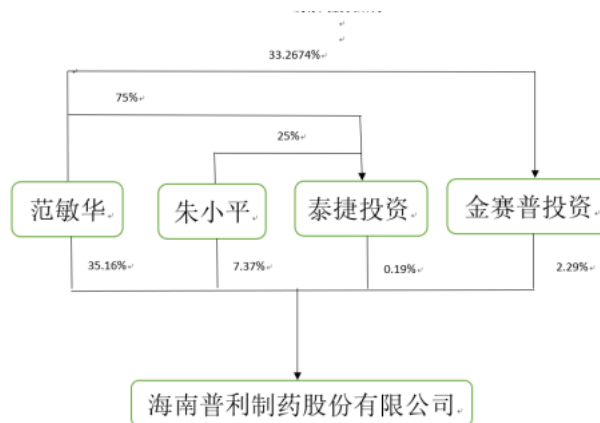 33.2674%
75%
25%
范敏华
朱小平
泰捷投资
金赛普投资
35.16%
7.37%
0.19%
2.29%
海南普利制药股份有限公司